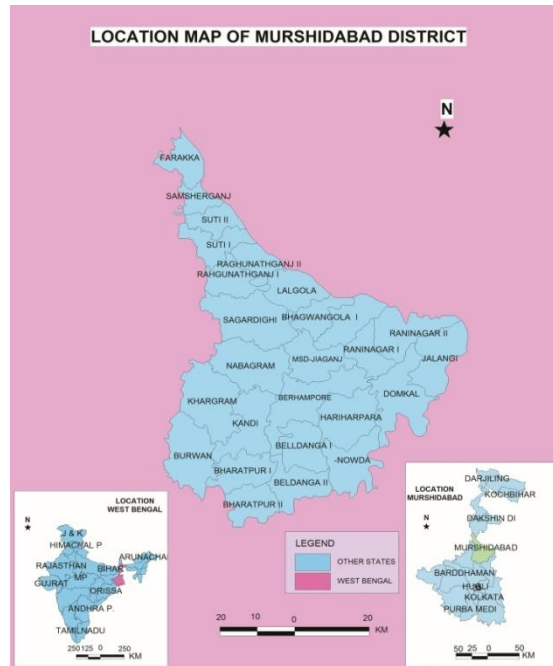 LOCATION MAP OF MURSHIDABAD DISTRICT
N
FARAKKA
SAMSHERGANJ
SUTI II
SUTI I
RAGHUNATHGANJ II
RAHGUNATHGANJ I
LALGOLA
SAGARDIGHI
BHAGWANGOLA I
RANINAGAR II
RANINAGAR I
JALANGI
MSD-JIAGANJ
NABAGRAM
DOMKAL
KHARGRAM
BERHAMPORE
HARIHARPARA
KANDI
BURWAN
BELLDANGA I
NOWDA
BHARATPUR I
BELDANGA II
BHARATPUR II
LOCATION
WEST BENGAL
N
J & K
HIMACHAL P
ARUNACHAL
RAJASTHAN
BIHAR
GUJRAT
MP
ORISSA
ANDHRA P.
TAMILNADU
250 125 0 250
KM
LEGEND
OTHER STATES
WEST BENGAL
20 10 0 20
KM
LOCATION
MURSHIDABAD
N
DARJILING
KOCHBIHAR
DAKSHIN DI
MURSHIDABAD
BARDDHAMAN
HUGLI
KOLKATA
PURBA MEDI
50 25 0 50
KM